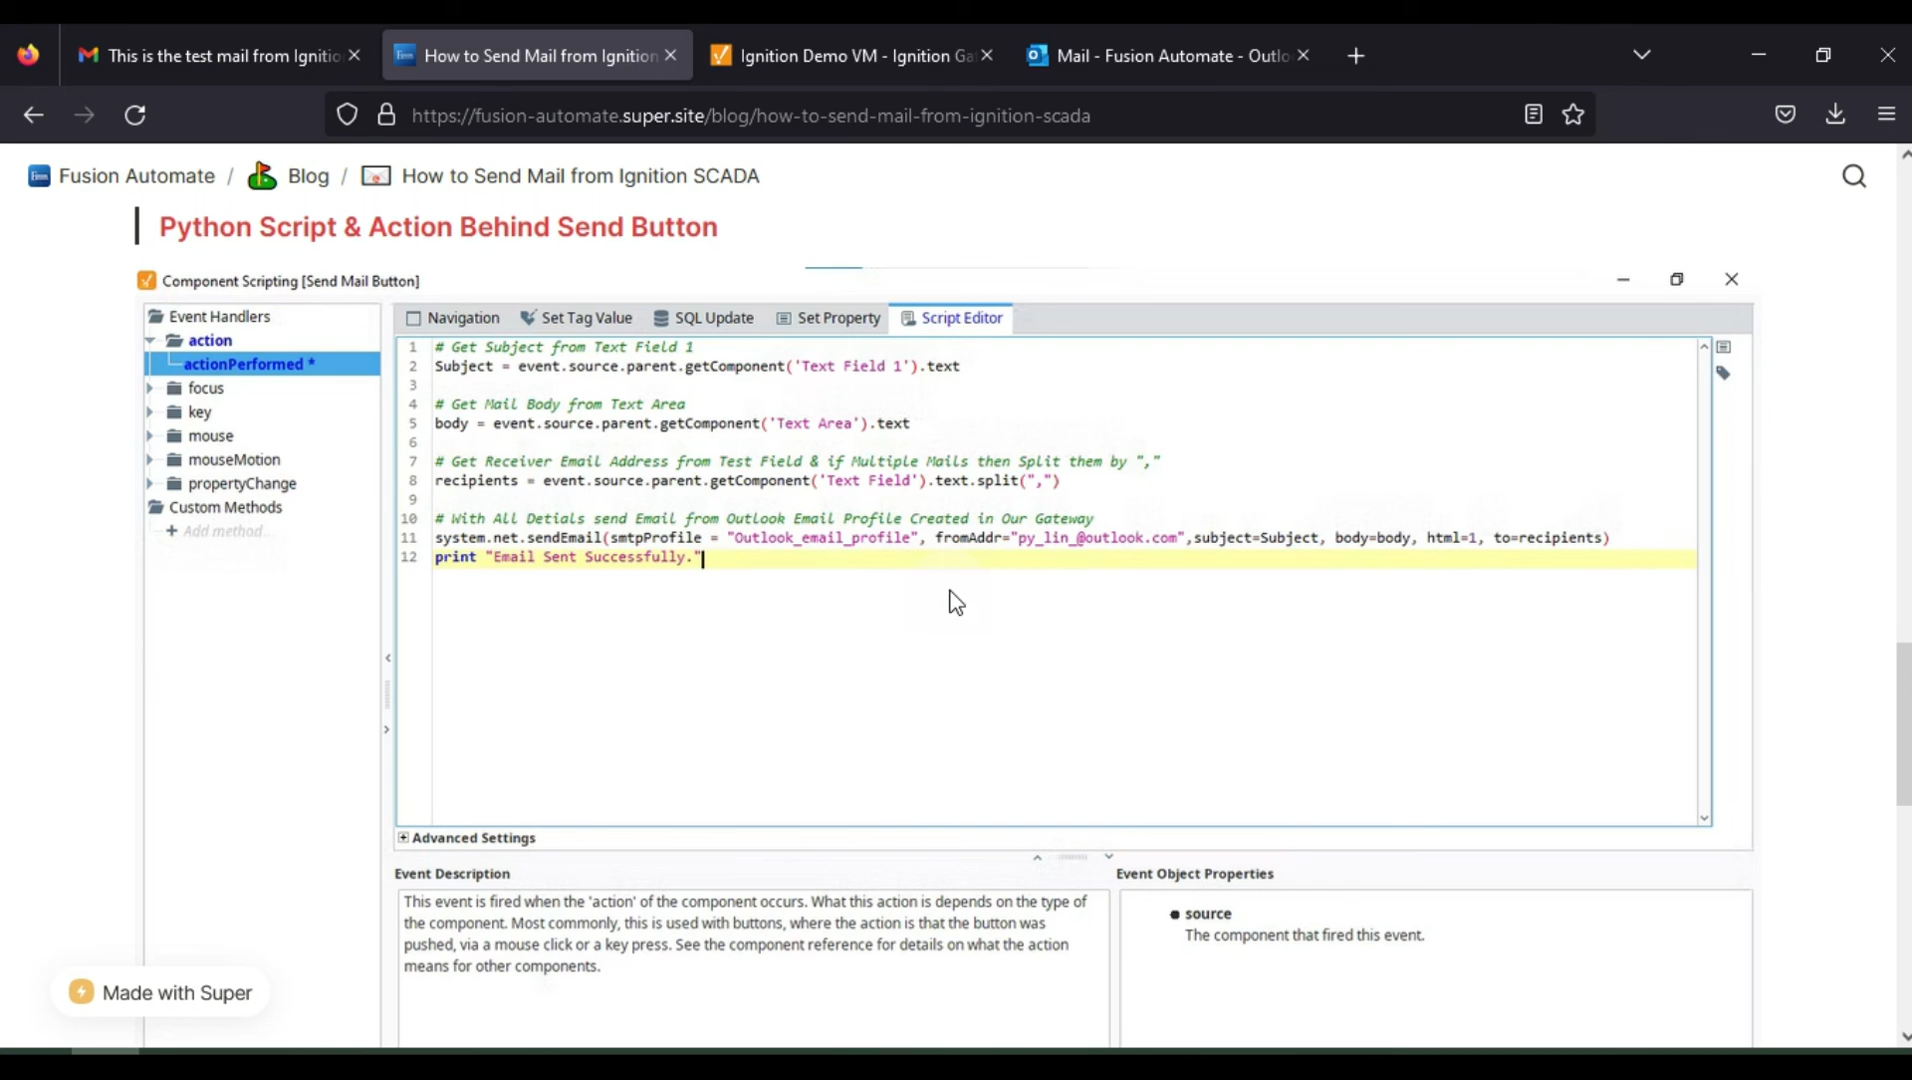 This is the test mail from Ignitio
How to Send Mail from Ignition
Ignition Demo VM - Ignition Ga
Mail - Fusion Automate - Outlo
https://fusion-automate.super.site/blog/how-to-send-mail-from-ignition-scada
Fusion Automate / Blog / How to Send Mail from Ignition SCADA
Python Script & Action Behind Send Button
Component Scripting [Send Mail Button]
Event Handlers
action
actionPerformed *
focus
key
mouse
mouseMotion
propertyChange
Custom Methods
Add method...
Navigation
Set Tag Value
SQL Update
Set Property
Script Editor
1 # Get Subject from Text Field 1
2 Subject = event.source.parent.getComponent('Text Field 1').text
3
4 # Get Mail Body from Text Area
5 body = event.source.parent.getComponent('Text Area').text
6
7 # Get Receiver Email Address from Test Field & if Multiple Mails then Split them by ","
8 recipients = event.source.parent.getComponent('Text Field').text.split(",")
9
10 # With All Detials send Email from Outlook Email Profile Created in Our Gateway
11 system.net.sendEmail(smtpProfile = "Outlook_email_profile", fromAddr="py_lin_@outlook.com",subject=Subject, body=body, html=1, to=recipients)
12 print "Email Sent Successfully."
Advanced Settings
Event Description
This event is fired when the 'action' of the component occurs. What this action is depends on the type of
the component. Most commonly, this is used with buttons, where the action is that the button was
pushed, via a mouse click or a key press. See the component reference for details on what the action
means for other components.
Event Object Properties
source
The component that fired this event.
Made with Super